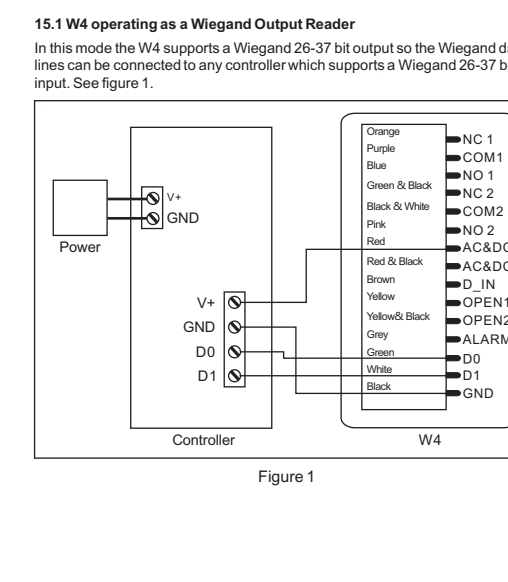 15.1 W4 operating as a Wiegand Output Reader
In this mode the W4 supports a Wiegand 26-37 bit output so the Wiegand
lines can be connected to any controller which supports a Wiegand 26-37
input. See figure 1.
Orange
NC 1
Purple
COM1
Blue
NO 1
Green & Black
NC 2
Black & White
COM2
Pink
NO 2
Red
Red & Black
Brown
D_IN
Yellow
OPEN1
Yellow& Black
OPEN2
Grey
ALARM
Green
D0
White
D1
Black
GND
V+
GND
Power
V+
GND
D0
D1
Controller
W4
Figure 1